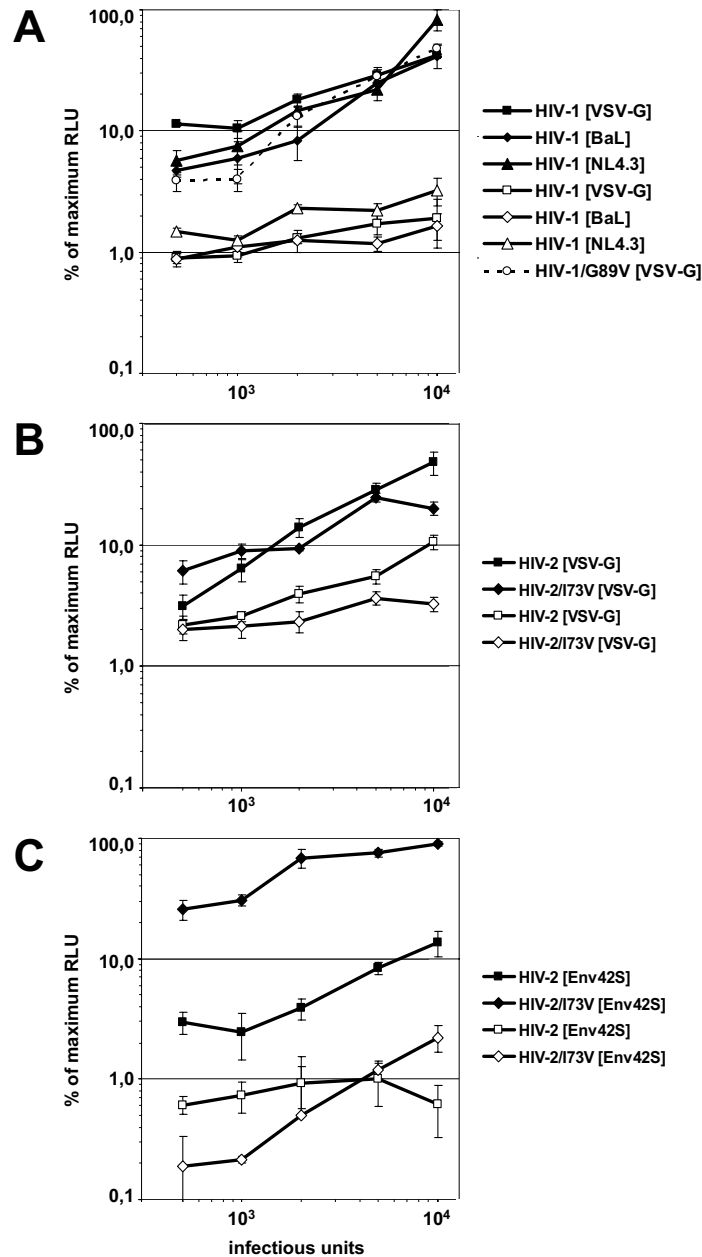 A
100,0
10,0
1,0
0,1
% of maximum RLU
10³
10⁴
HIV-1 [VSV-G]
HIV-1 [BaL]
HIV-1 [NL4.3]
HIV-1 [VSV-G]
HIV-1 [BaL]
HIV-1 [NL4.3]
HIV-1/G89V [VSV-G]
B
100,0
10,0
1,0
0,1
% of maximum RLU
10³
10⁴
HIV-2 [VSV-G]
HIV-2/I73V [VSV-G]
HIV-2 [VSV-G]
HIV-2/I73V [VSV-G]
C
100,0
10,0
1,0
0,1
% of maximum RLU
10³
10⁴
infectious units
HIV-2 [Env42S]
HIV-2/I73V [Env42S]
HIV-2 [Env42S]
HIV-2/I73V [Env42S]